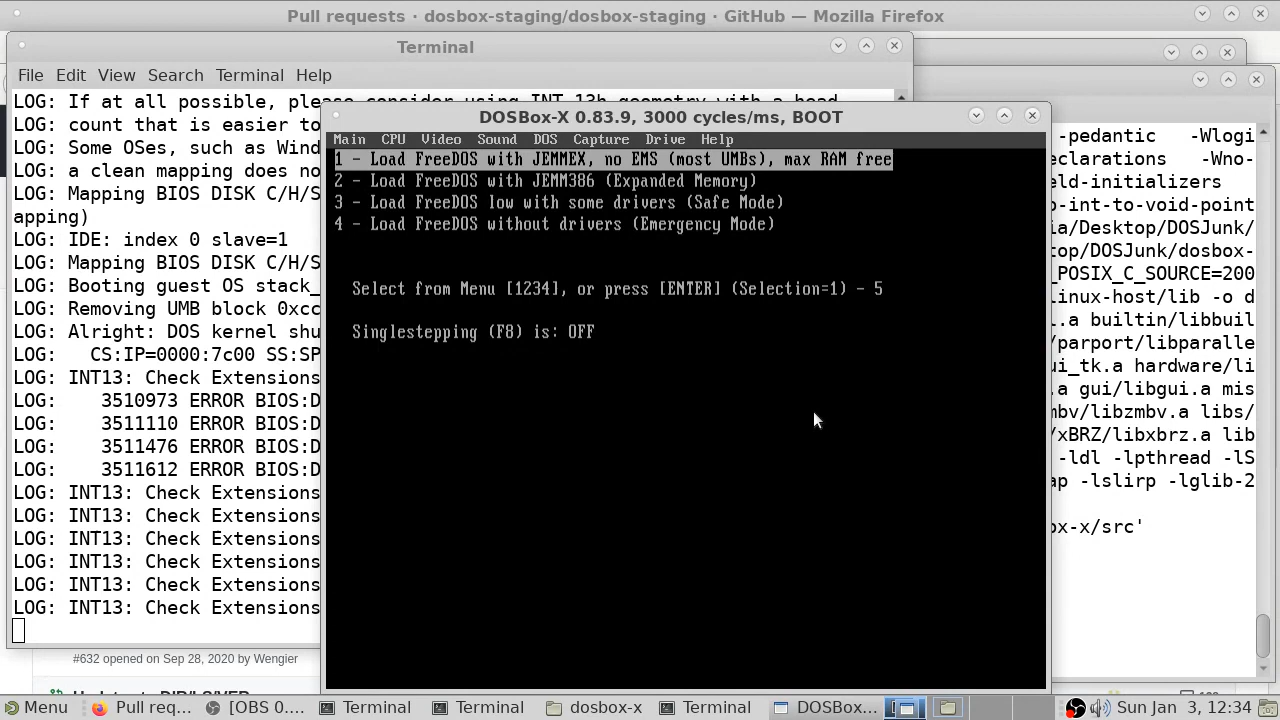 Pull requests · dosbox-staging/dosbox-staging · GitHub — Mozilla Firefox
Terminal
File Edit View Search Terminal Help
LOG: If at all possible, please consider using INT 13h geometry with a head
LOG: count that is easier to
LOG: Some OSes, such as Wind
LOG: a clean mapping does no
LOG: Mapping BIOS DISK C/H/S
apping)
LOG: IDE: index 0 slave=1
LOG: Mapping BIOS DISK C/H/S
LOG: Booting guest OS stack_
LOG: Removing UMB block 0xcc
LOG: Alright: DOS kernel shu
LOG:   CS:IP=0000:7c00 SS:SP
LOG: INT13: Check Extensions
LOG:    3510973 ERROR BIOS:D
LOG:    3511110 ERROR BIOS:D
LOG:    3511476 ERROR BIOS:D
LOG:    3511612 ERROR BIOS:D
LOG: INT13: Check Extensions
LOG: INT13: Check Extensions
LOG: INT13: Check Extensions
LOG: INT13: Check Extensions
LOG: INT13: Check Extensions
LOG: INT13: Check Extensions
#632 opened on Sep 28, 2020 by Wengier
DOSBox-X 0.83.9, 3000 cycles/ms, BOOT
Main CPU Video Sound DOS Capture Drive Help
1 - Load FreeDOS with JEMMEX, no EMS (most UMBs), max RAM free
2 - Load FreeDOS with JEMM386 (Expanded Memory)
3 - Load FreeDOS low with some drivers (Safe Mode)
4 - Load FreeDOS without drivers (Emergency Mode)
Select from Menu [1234], or press [ENTER] (Selection=1) - 5
Singlestepping (F8) is: OFF
-pedantic   -Wlogi
eclarations  -Wno-
eld-initializers
o-int-to-void-point
ia/Desktop/DOSJunk/
top/DOSJunk/dosbox-
_POSIX_C_SOURCE=200
linux-host/lib -o d
l.a builtin/libbuil
/parport/libparalle
ui_tk.a hardware/li
.a gui/libgui.a mis
mbv/libzmbv.a libs/
/xBRZ/libxbrz.a lib
-ldl -lpthread -lS
ap -lslirp -lglib-2
ox-x/src'
Menu
Pull req...
[OBS 0....
Terminal
Terminal
dosbox-x
Terminal
DOSBox...
Sun Jan  3, 12:34